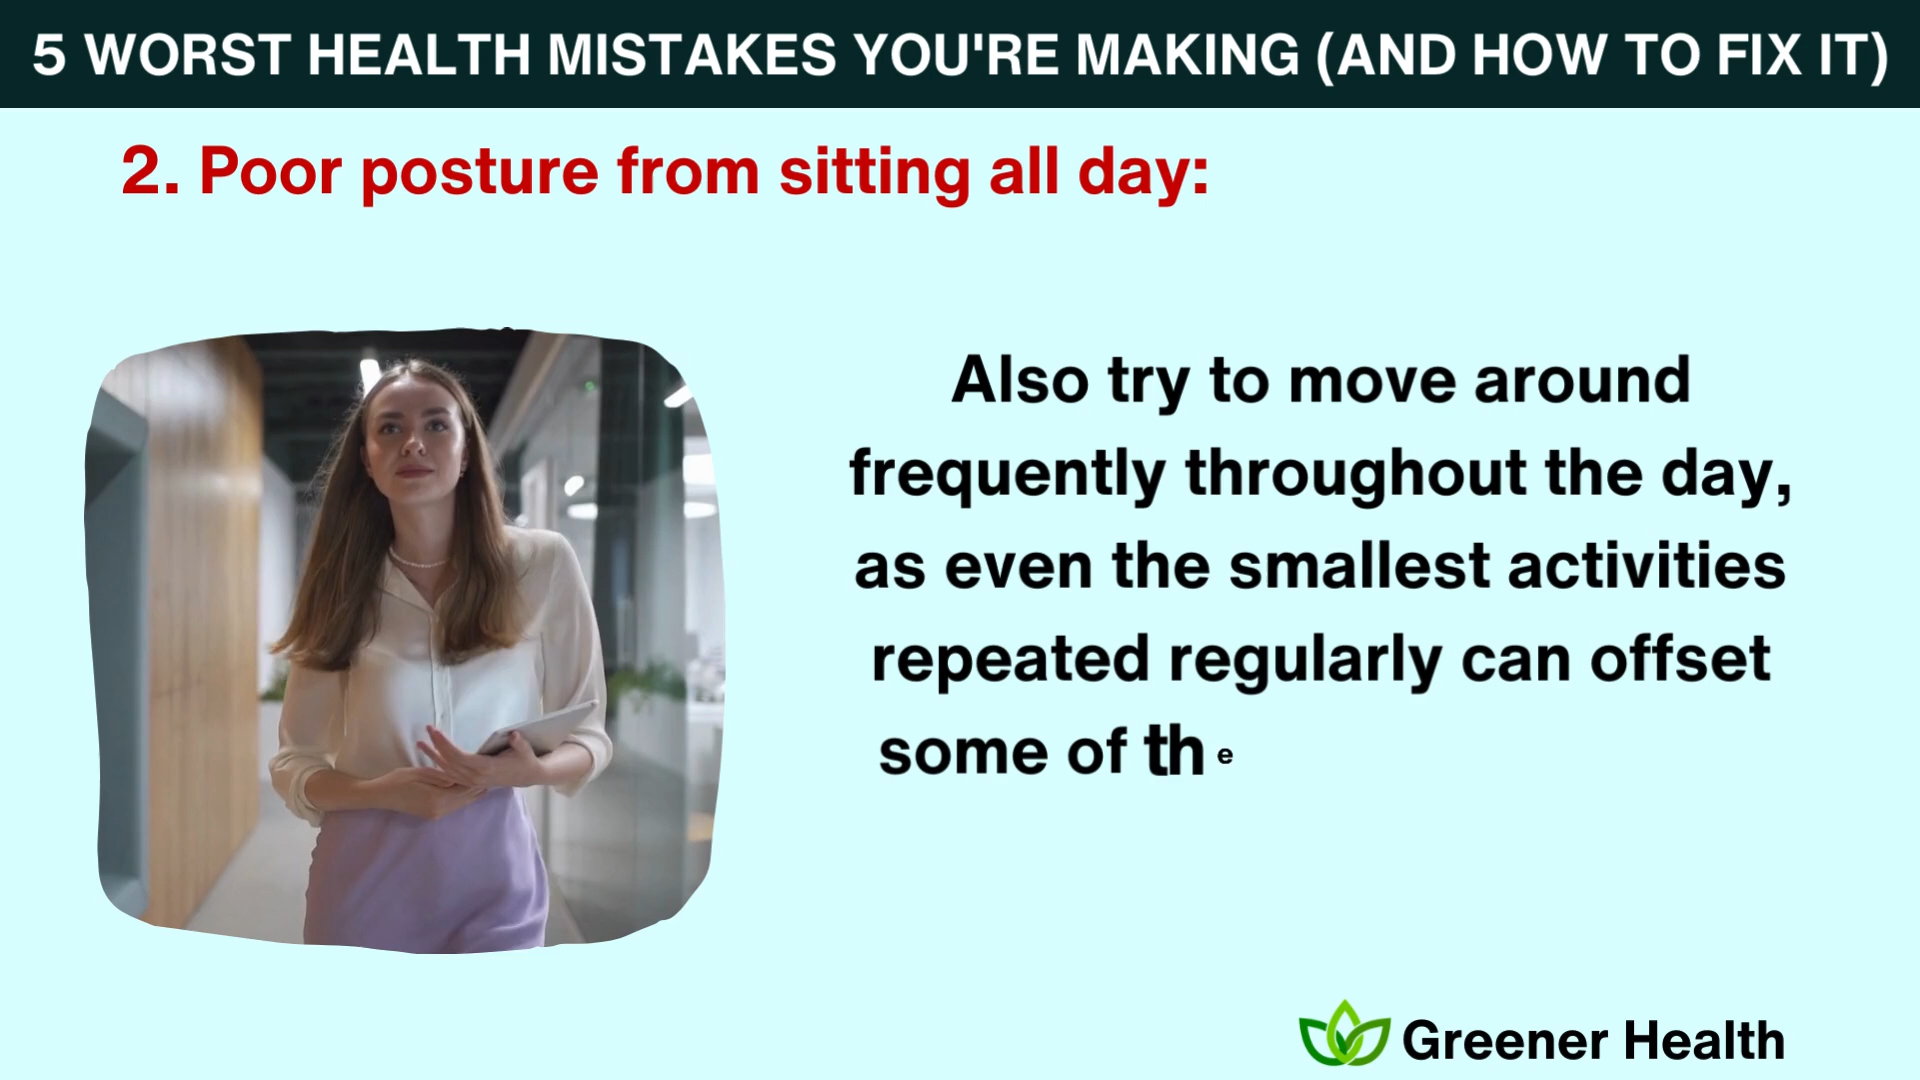 5 WORST HEALTH MISTAKES YOU'RE MAKING (AND HOW TO FIX IT)
2. Poor posture from sitting all day:
Also try to move around
frequently throughout the day,
as even the smallest activities
repeated regularly can offset
some of the
Greener Health